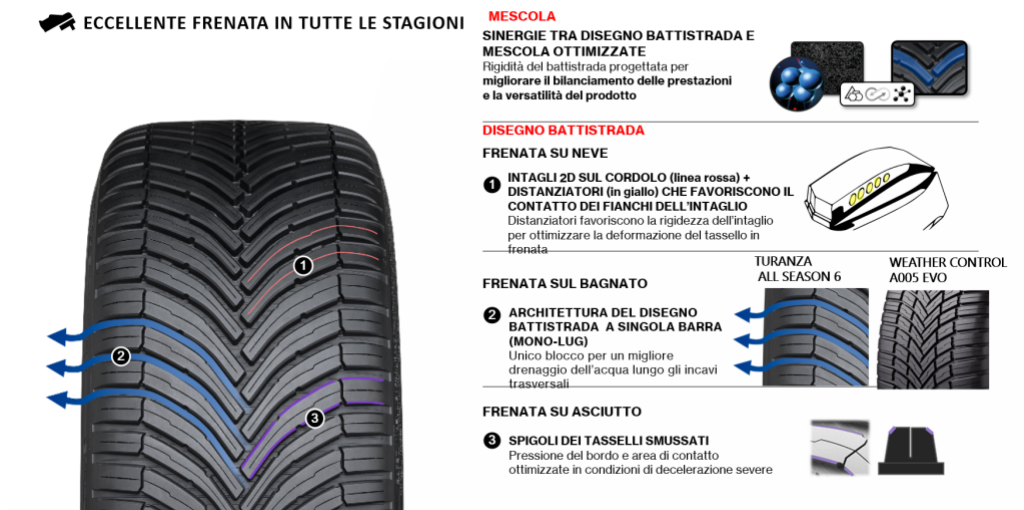 ECCELLENTE FRENATA IN TUTTE LE STAGIONI
MESCOLA
SINERGIE TRA DISEGNO BATTISTRADA E
MESCOLA OTTIMIZZATE
Rigidità del battistrada progettata per
migliorare il bilanciamento delle prestazioni
e la versatilità del prodotto
DISEGNO BATTISTRADA
FRENATA SU NEVE
1 INTAGLI 2D SUL CORDOLO (linea rossa) +
DISTANZIATORI (in giallo) CHE FAVORISCONO IL
CONTATTO DEI FIANCHI DELL'INTAGLIO
Distanziatori favoriscono la rigidezza dell'intaglio
per ottimizzare la deformazione del tassello in
frenata
TURANZA
ALL SEASON 6
WEATHER CONTROL
A005 EVO
FRENATA SUL BAGNATO
2 ARCHITETTURA DEL DISEGNO
BATTISTRADA A SINGOLA BARRA
(MONO-LUG)
Unico blocco per un migliore
drenaggio dell'acqua lungo gli incavi
trasversali
FRENATA SU ASCIUTTO
3 SPIGOLI DEI TASSELLI SMUSSATI
Pressione del bordo e area di contatto
ottimizzate in condizioni di decelerazione severe
1
2
3